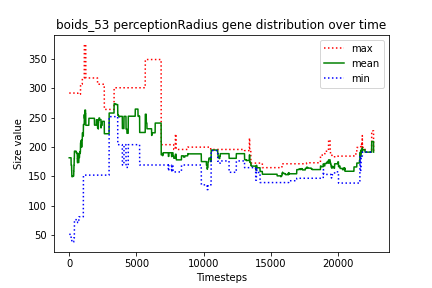 boids_53 perceptionRadius gene distribution over time
max
mean
min
Size value
350
300
250
200
150
100
50
0
5000
10000
15000
20000
Timesteps